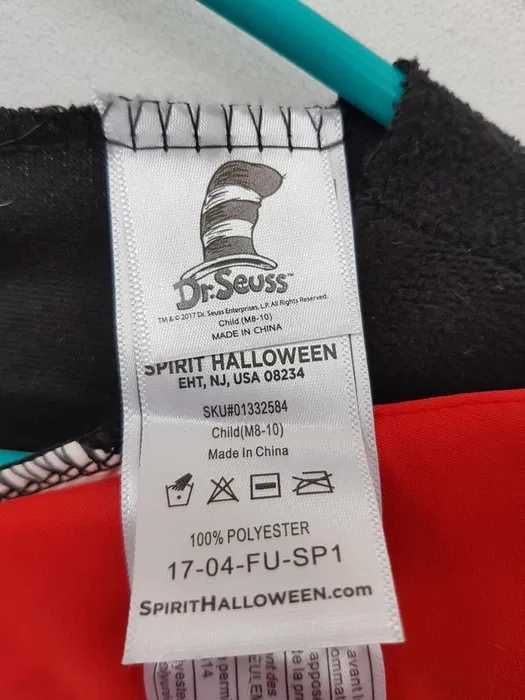 Dr. Seuss™
TM & © 2017 Dr. Seuss Enterprises, L.P. All Rights Reserved.
Child (M8-10)
MADE IN CHINA
SPIRIT HALLOWEEN
EHT, NJ, USA 08234
SKU#01332584
Child(M8-10)
Made In China
100% POLYESTER
17-04-FU-SP1
SPIRITHALLOWEEN.com